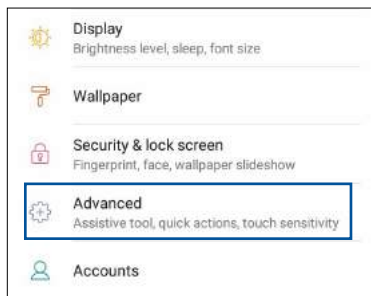 Display
Brightness level, sleep, font size
Wallpaper
Security & lock screen
Fingerprint, face, wallpaper slideshow
Advanced
Assistive tool, quick actions, touch sensitivity
Accounts